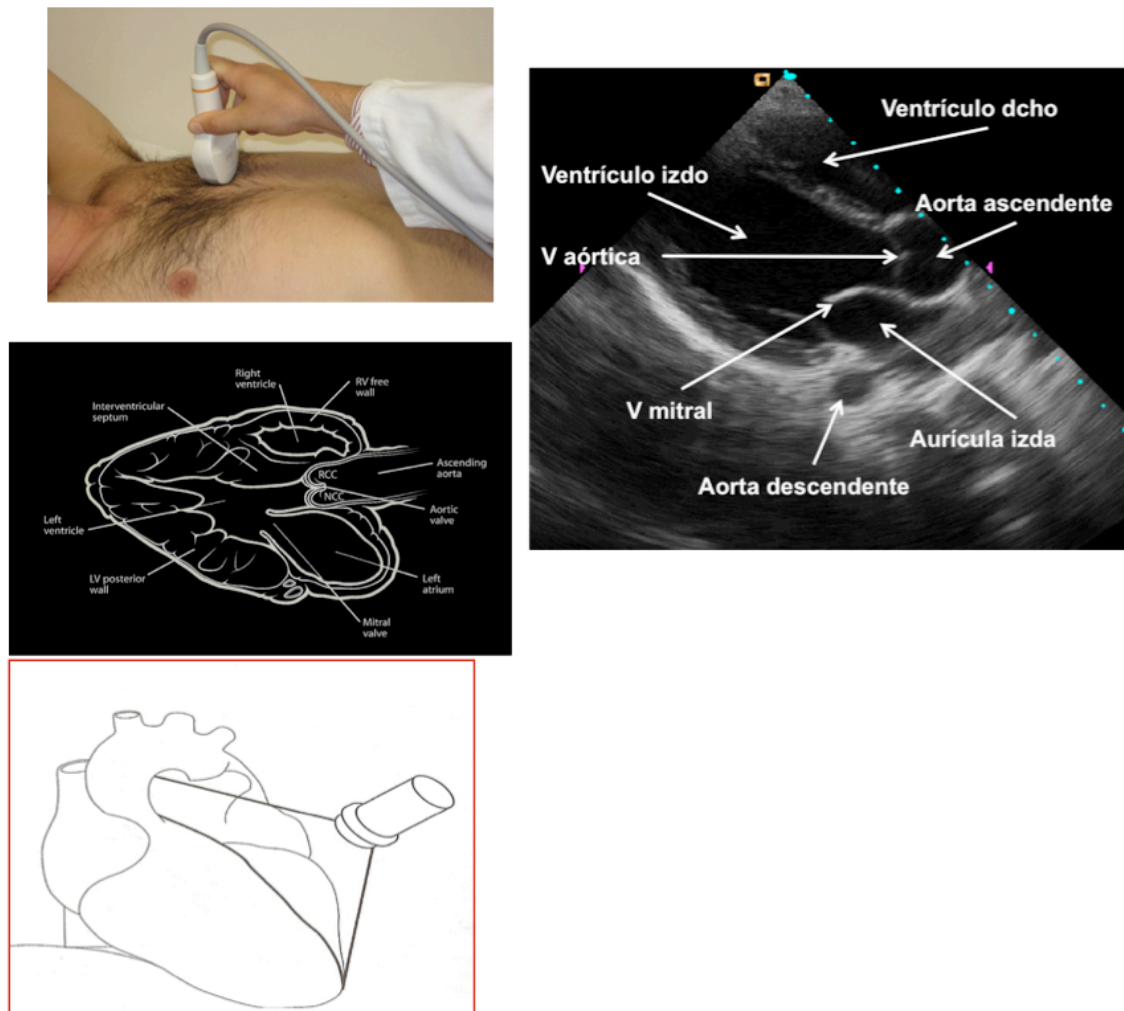 Ventrículo dcho
Ventrículo izdo
Aorta ascendente
V aórtica
V mitral
Aurícula izda
Aorta descendente
Right
ventricle
RV free
wall
Interventricular
septum
Ascending
aorta
RCC
NCC
Aortic
valve
Left
ventricle
LV posterior
wall
Left
atrium
Mitral
valve